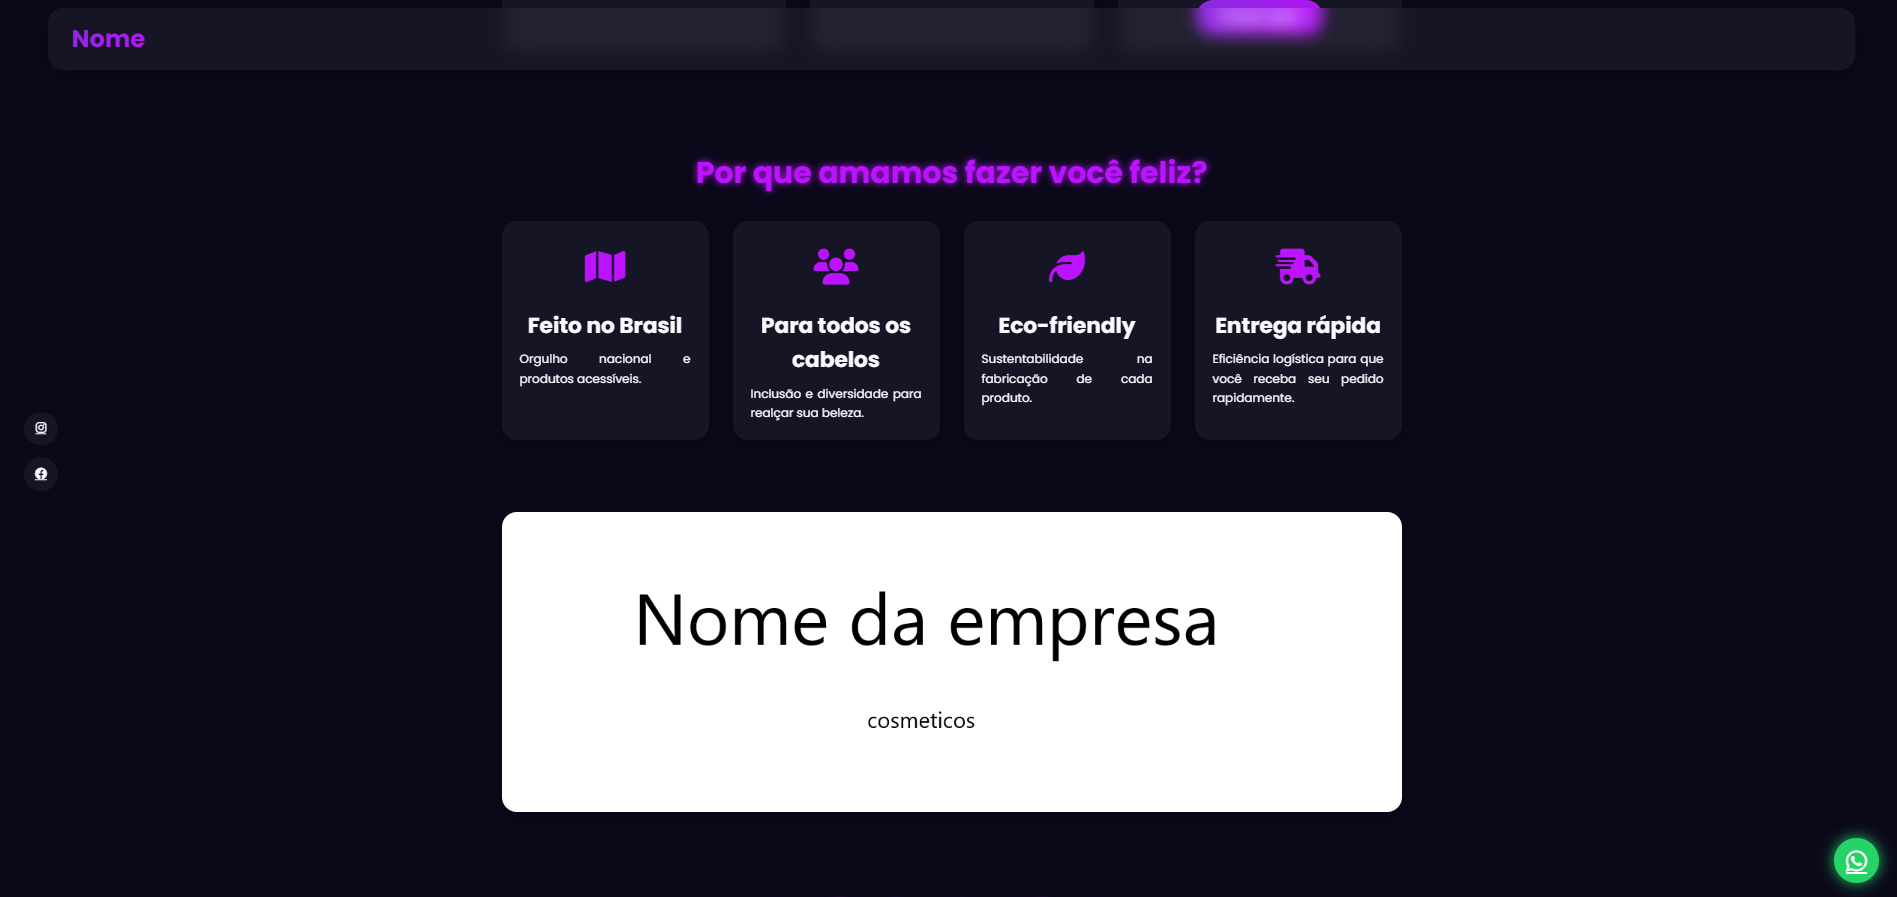 Nome
Por que amamos fazer você feliz?
Feito no Brasil
Orgulho nacional e
produtos acessíveis.
Para todos os
cabelos
Inclusão e diversidade para
realçar sua beleza.
Eco-friendly
Sustentabilidade na
fabricação de cada
produto.
Entrega rápida
Eficiência logística para que
você receba seu pedido
rapidamente.
Nome da empresa
cosmeticos